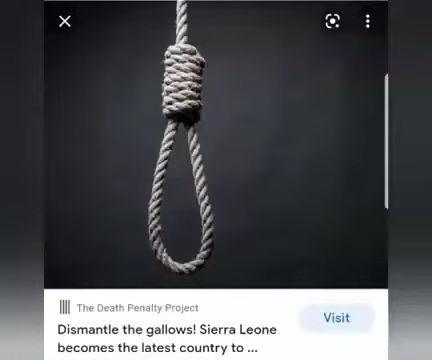 The Death Penalty Project
Visit
Dismantle the gallows! Sierra Leone
becomes the latest country to ...